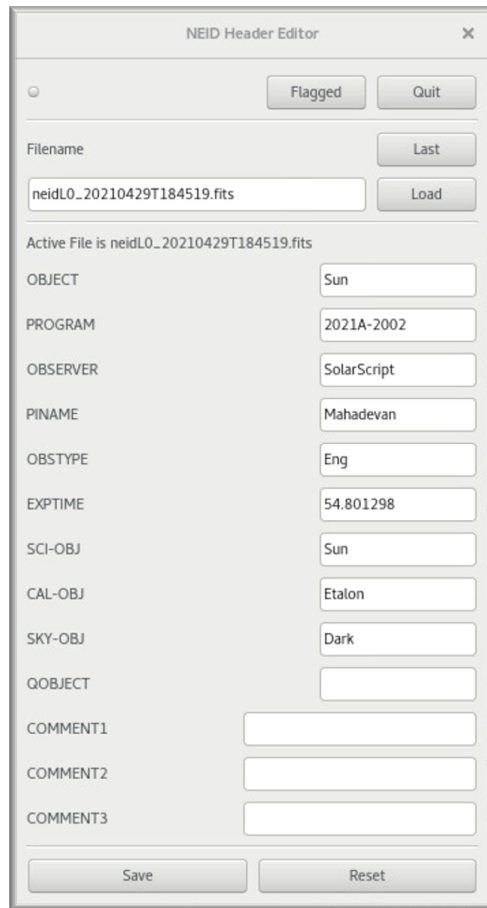 NEID Header Editor ×
Flagged Quit
Filename Last
neidL0_20210429T184519.fits Load
Active File is neidL0_20210429T184519.fits
OBJECT Sun
PROGRAM 2021A-2002
OBSERVER SolarScript
PINAME Mahadevan
OBSTYPE Eng
EXPTIME 54.801298
SCI-OBJ Sun
CAL-OBJ Etalon
SKY-OBJ Dark
QOBJECT
COMMENT1
COMMENT2
COMMENT3
Save Reset